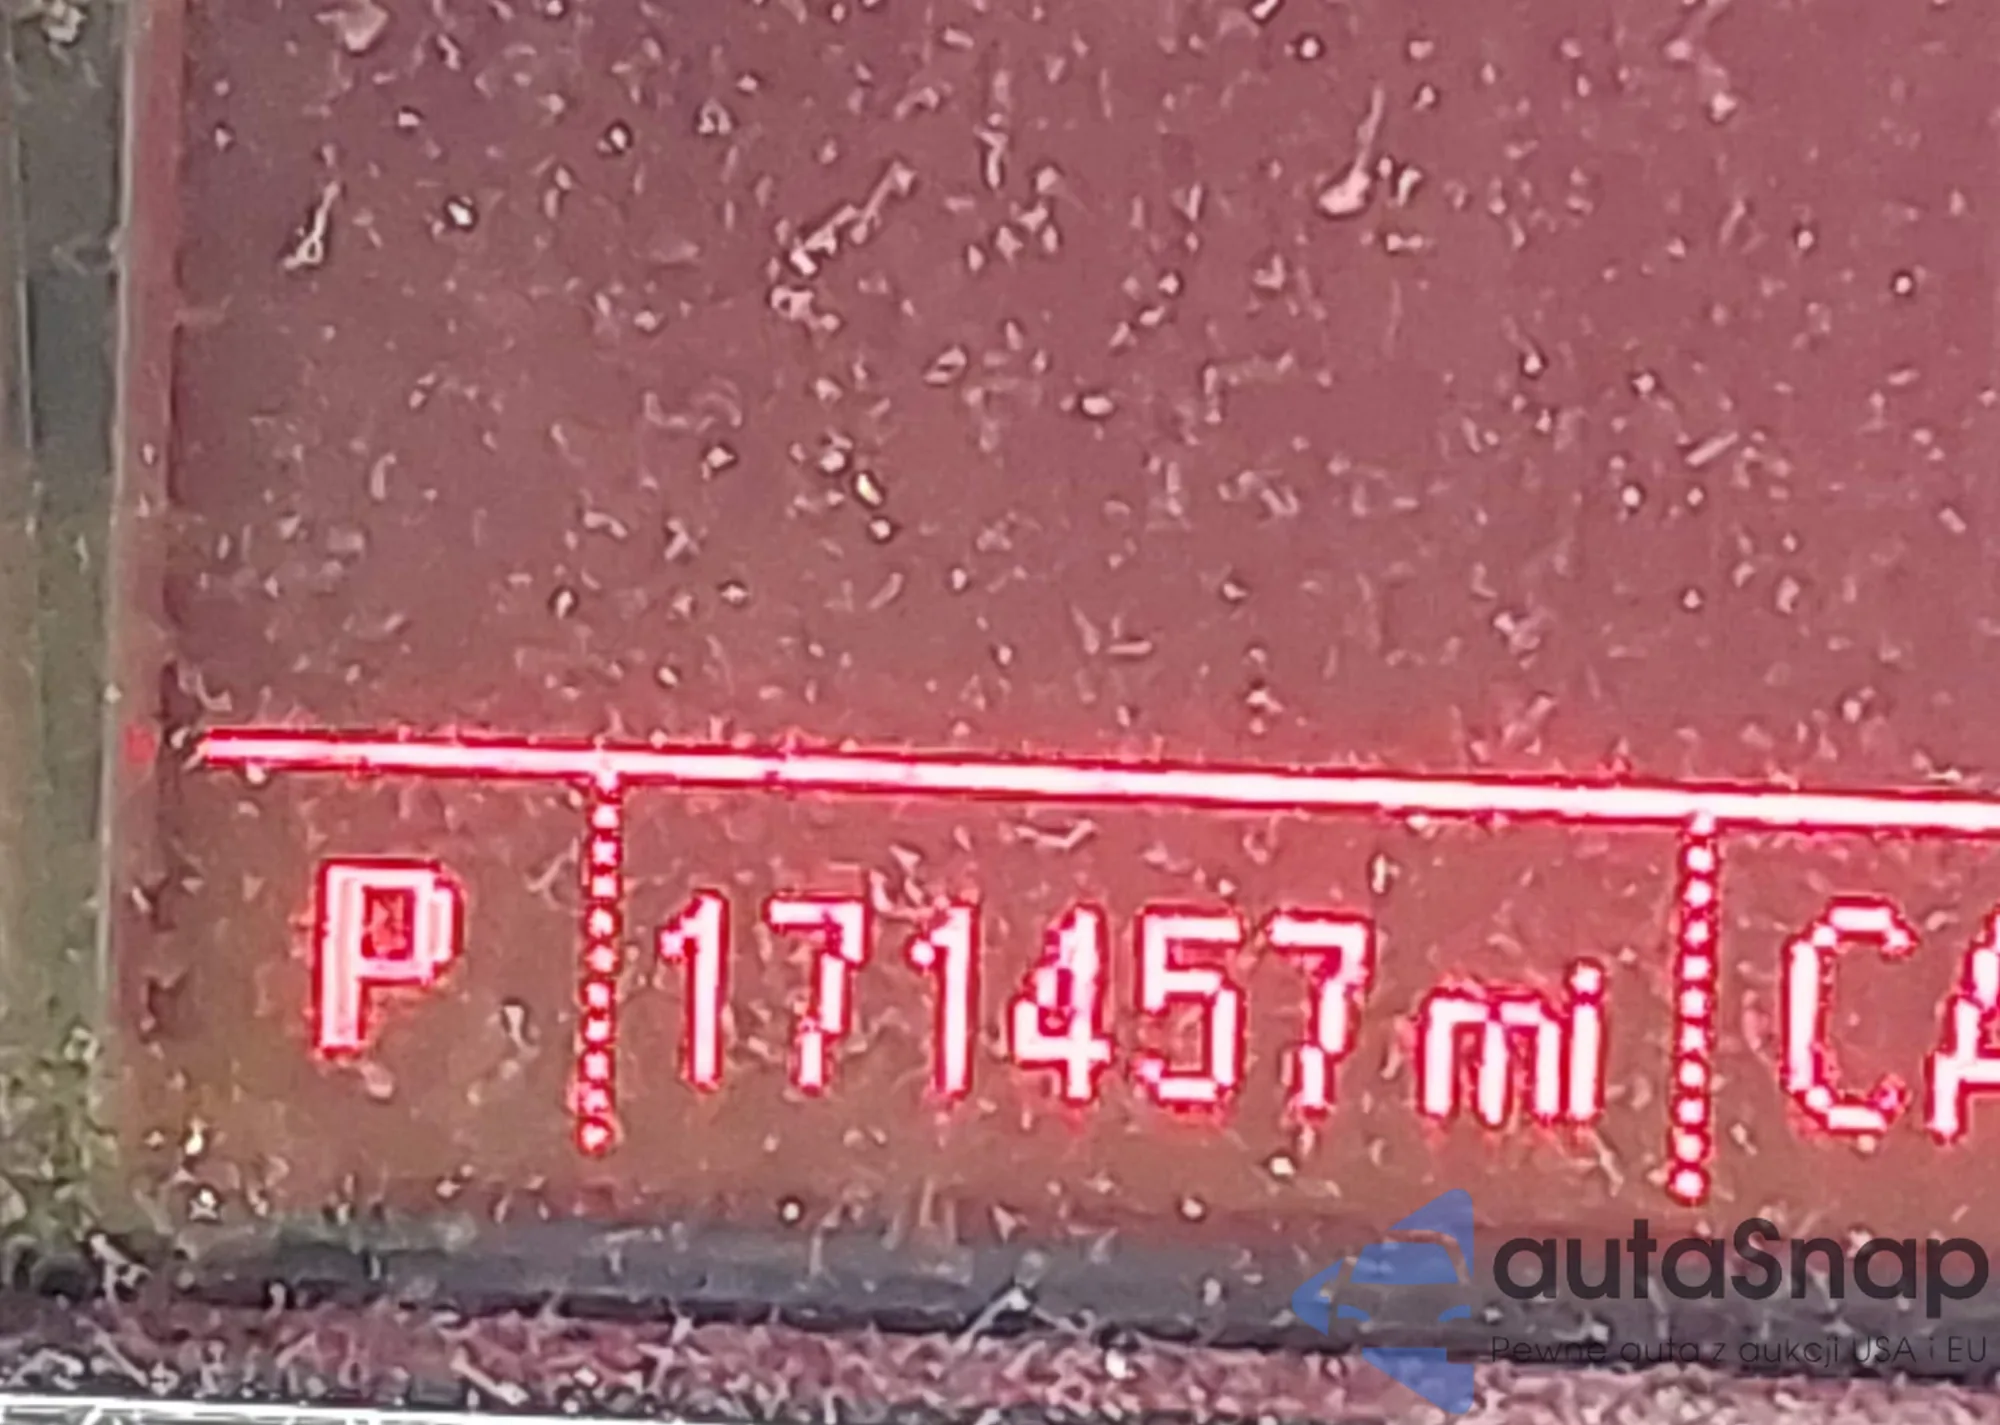 P 171457 mi CA
autaSnap
Pewne auta z aukcji USA i EU